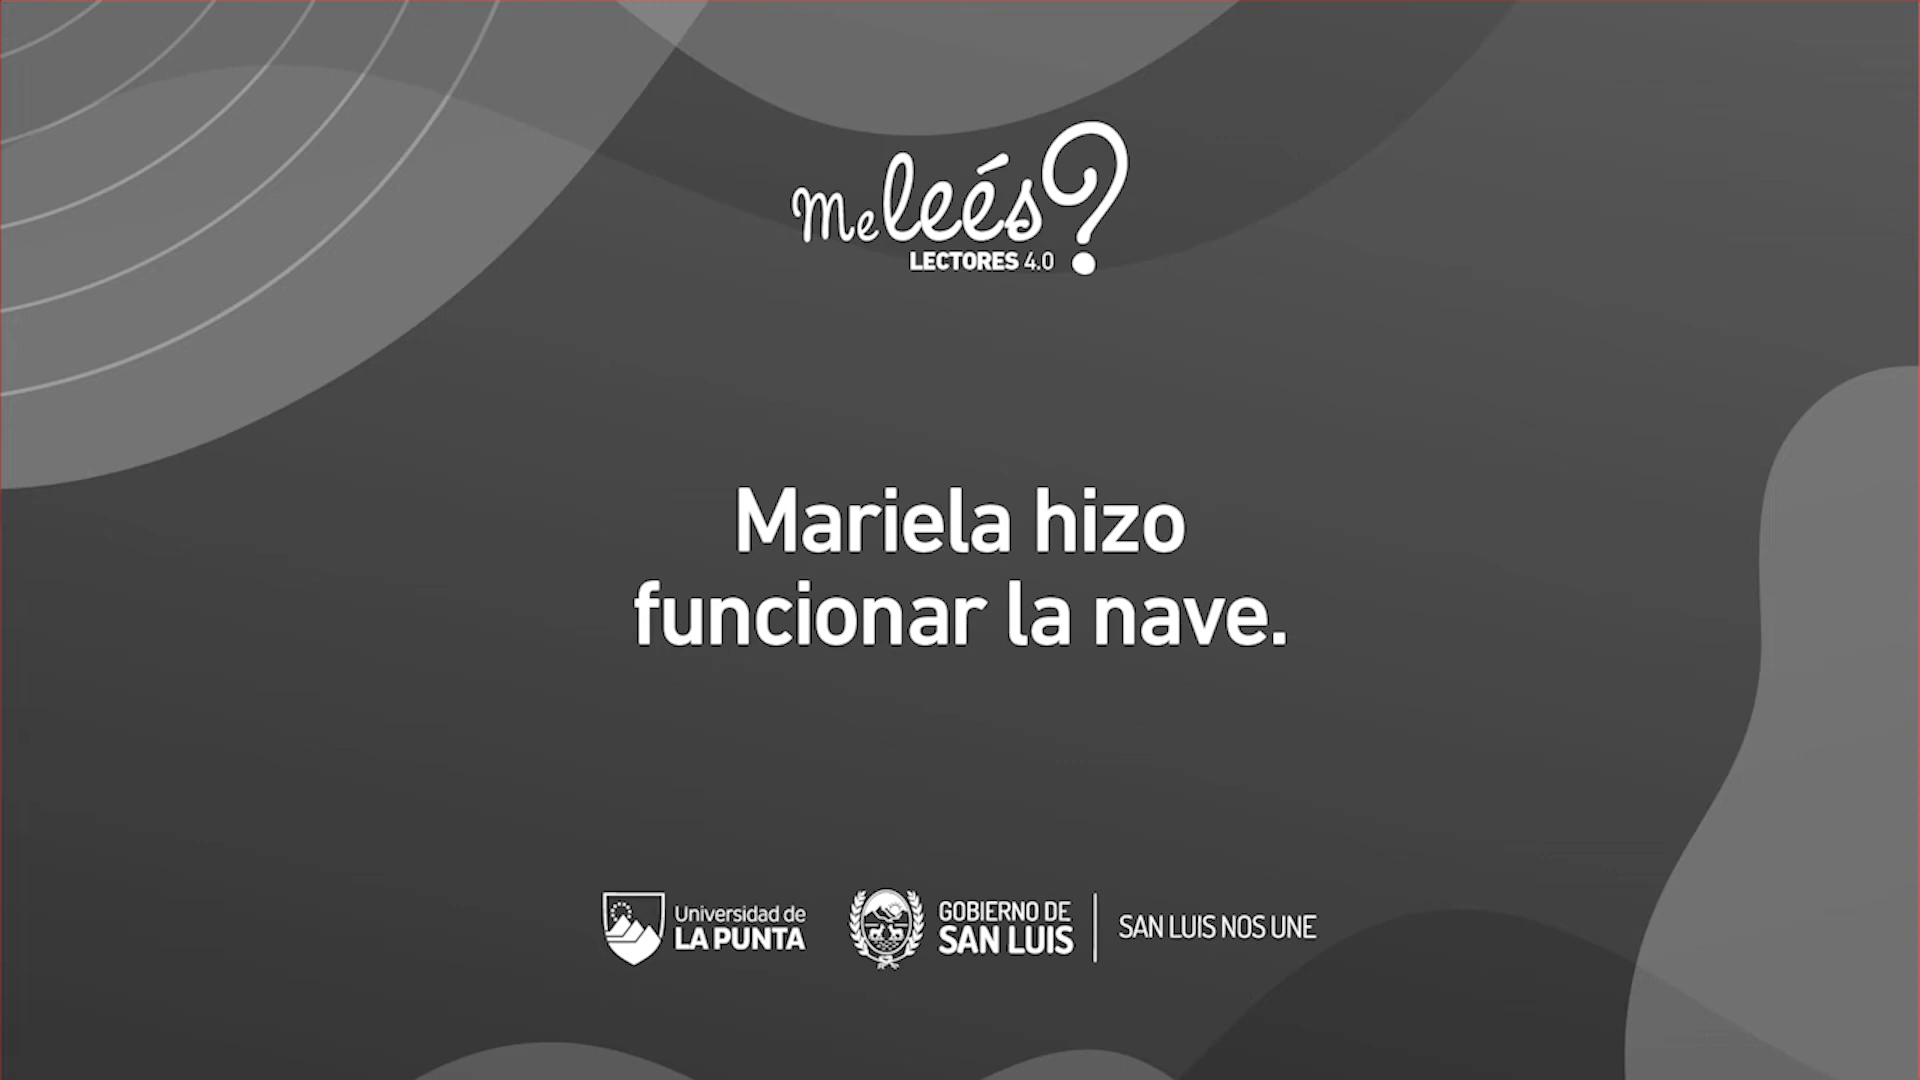 Me leés?
LECTORES 4.0
Mariela hizo
funcionar la nave.
Universidad de
LA PUNTA
GOBIERNO DE
SAN LUIS
SAN LUIS NOS UNE